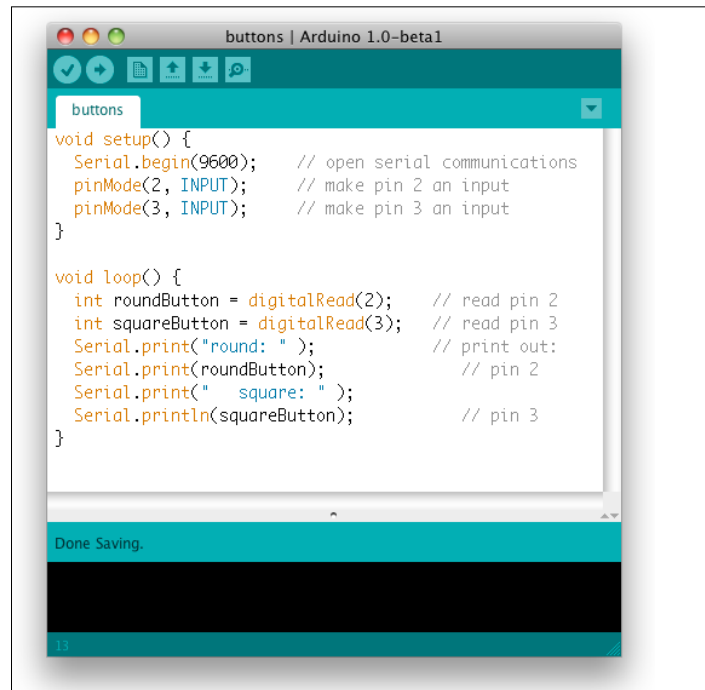 buttons | Arduino 1.0-beta1
buttons
void setup() {
  Serial.begin(9600);    // open serial communications
  pinMode(2, INPUT);     // make pin 2 an input
  pinMode(3, INPUT);     // make pin 3 an input
}

void loop() {
  int roundButton = digitalRead(2);    // read pin 2
  int squareButton = digitalRead(3);   // read pin 3
  Serial.print("round: " );            // print out:
  Serial.print(roundButton);              // pin 2
  Serial.print("   square: " );
  Serial.println(squareButton);           // pin 3
}
Done Saving.
13